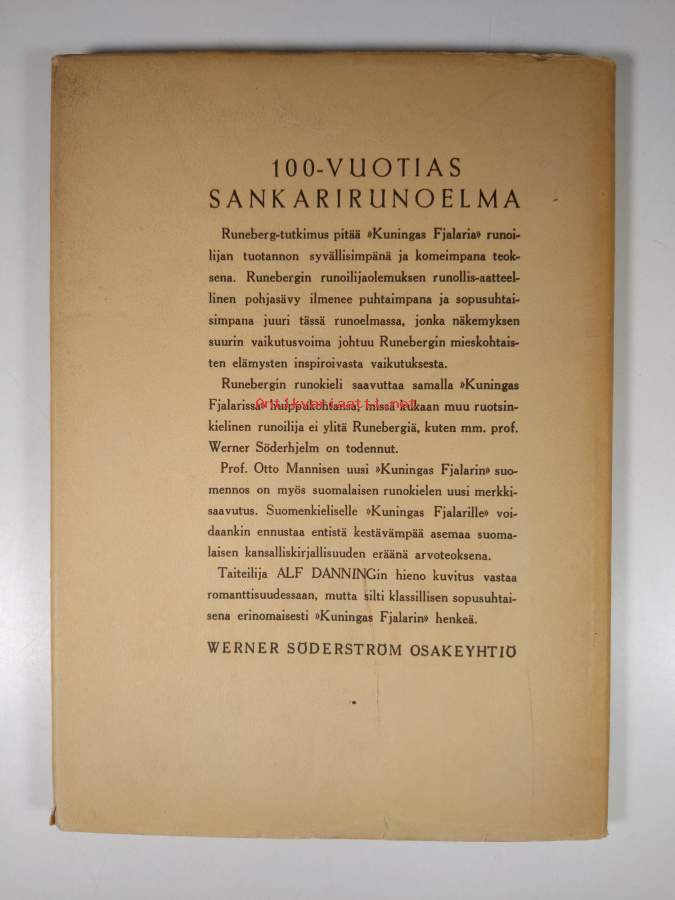 100-VUOTIAS
SANKARIRUNOELMA
Runeberg-tutkimus pitää »Kuningas Fjalaria» runoi-
lijan tuotannon syvällisimpänä ja komeimpana teok-
sena. Runebergin runoilijaolemuksen runollis-aatteel-
linen pohjasävy ilmenee puhtaimpana ja sopusuhtai-
simpana juuri tässä runoelmassa, jonka näkemyksen
suurin vaikutusvoima johtuu Runebergin mieskohtais-
ten elämysten inspiroivasta vaikutuksesta.
Runebergin runokieli saavuttaa samalla »Kuningas
Antikvariaatti.net
Fjalarissa» huippukohtansa, missä kukaan muu ruotsin-
kielinen runoilija ei ylitä Runebergiä, kuten mm. prof.
Werner Söderhjelm on todennut.
Prof. Otto Mannisen uusi »Kuningas Fjalarin» suo-
mennos on myös suomalaisen runokielen uusi merkki-
saavutus. Suomenkieliselle »Kuningas Fjalarille» voi-
daankin ennustaa entistä kestävämpää asemaa suoma-
laisen kansalliskirjallisuuden eräänä arvoteoksena.
Taiteilija ALF DANNINGin hieno kuvitus vastaa
romanttisuudessaan, mutta silti klassillisen sopusuhtai-
sena erinomaisesti »Kuningas Fjalarin» henkeä.
WERNER SÖDERSTRÖM OSAKEYHTIÖ